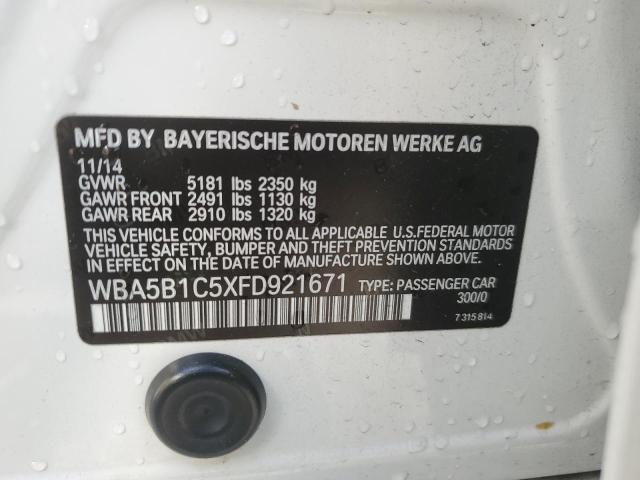 MFD BY BAYERISCHE MOTOREN WERKE AG
11/14
GVWR 5181 lbs 2350 kg
GAWR FRONT 2491 lbs 1130 kg
GAWR REAR 2910 lbs 1320 kg
THIS VEHICLE CONFORMS TO ALL APPLICABLE U.S.FEDERAL MOTOR
VEHICLE SAFETY, BUMPER AND THEFT PREVENTION STANDARDS
IN EFFECT ON THE DATE OF MANUFACTURE SHOWN ABOVE.
WBA5B1C5XFD921671 TYPE: PASSENGER CAR
300/0
7 315 814